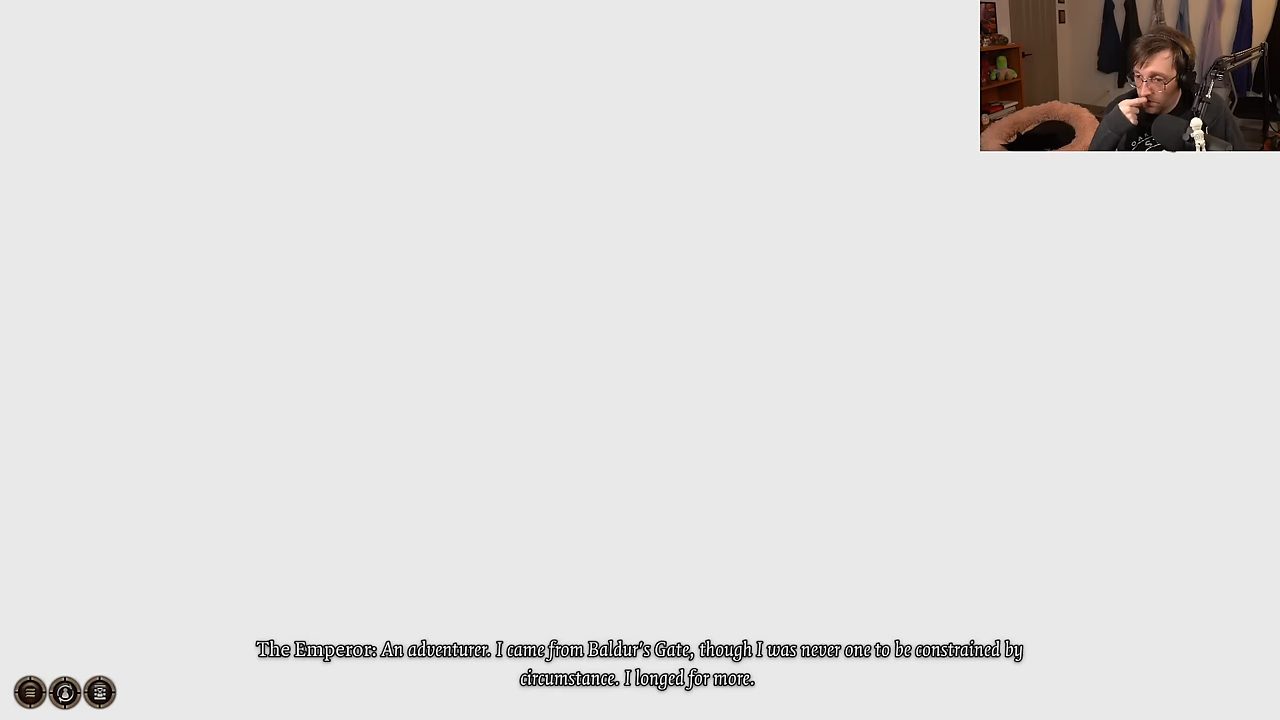 The Emperor: An adventurer. I came from Baldur's Gate, though I was never one to be constrained by
circumstance. I longed for more.